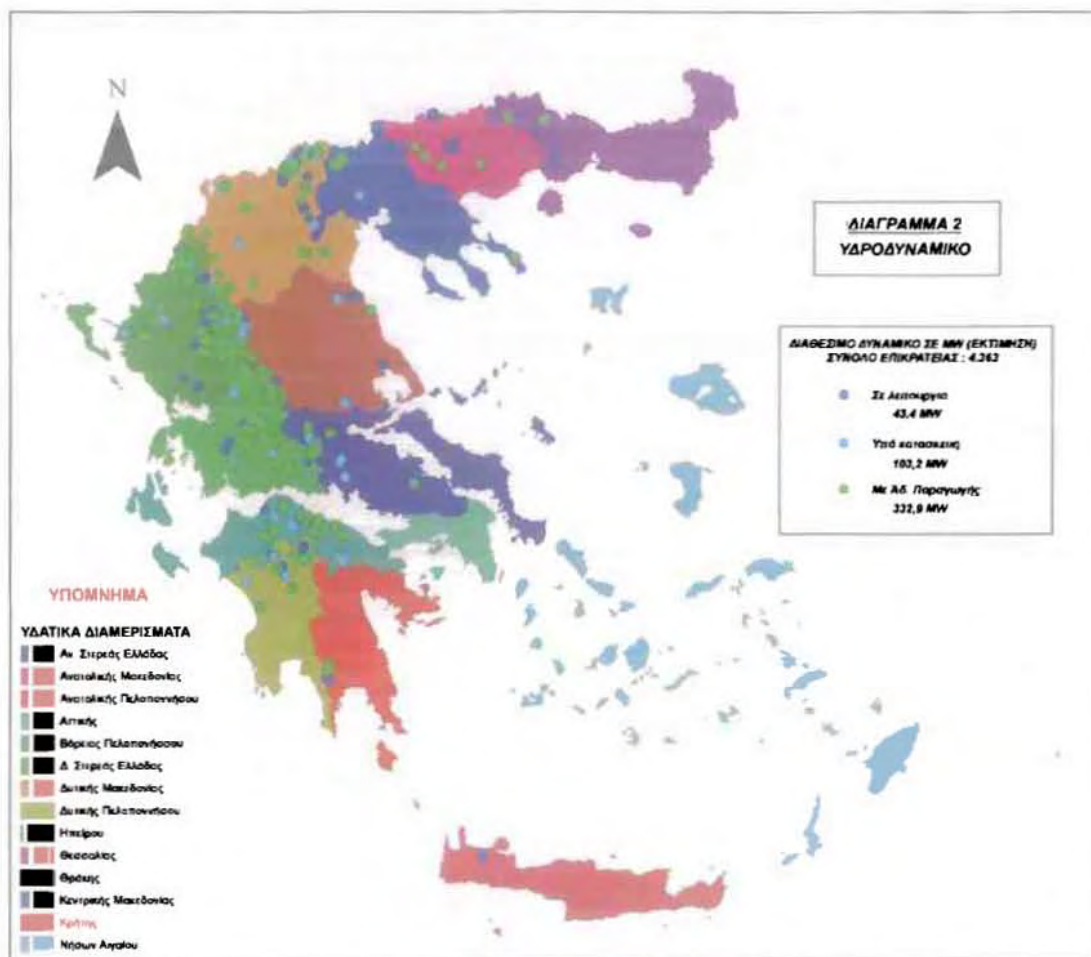 N
ΔΙΑΓΡΑΜΜΑ 2
ΥΔΡΟΔΥΝΑΜΙΚΟ
ΔΙΑΘΕΣΙΜΟ ΔΥΝΑΜΙΚΟ ΣΕ MW (ΕΚΤΙΜΗΣΗ)
ΣΥΝΟΛΟ ΕΠΙΚΡΑΤΕΙΑΣ : 4.363
Σε λειτουργία
43,4 MW
Υπό κατασκευή
103,2 MW
Με Άδ. Παραγωγής
332,9 MW
ΥΠΟΜΝΗΜΑ
ΥΔΑΤΙΚΑ ΔΙΑΜΕΡΙΣΜΑΤΑ
Αν. Στερεάς Ελλάδας
Ανατολικής Μακεδονίας
Ανατολικής Πελοποννήσου
Αττικής
Βόρειας Πελοποννήσου
Δ. Στερεάς Ελλάδας
Δυτικής Μακεδονίας
Δυτικής Πελοποννήσου
Ηπείρου
Θεσσαλίας
Θράκης
Κεντρικής Μακεδονίας
Κρήτης
Νήσων Αιγαίου